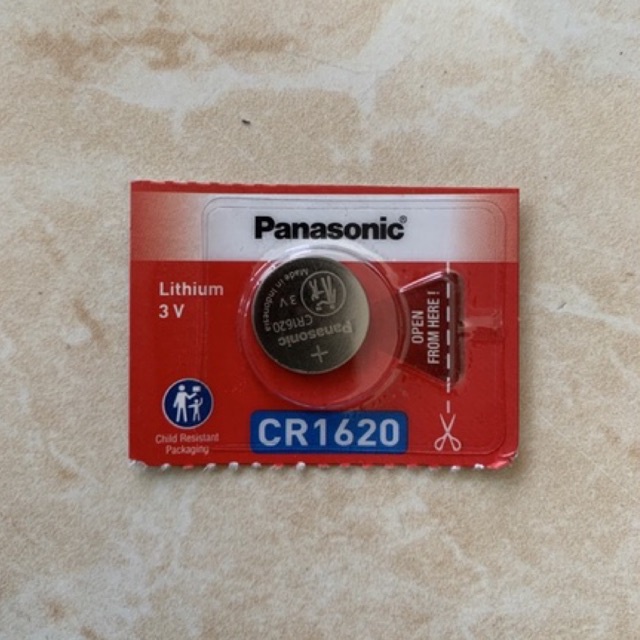 Panasonic®
Lithium
3 V
Made in Indonesia
3 V
CR1620
Panasonic
+
OPEN
FROM HERE !
Child Resistant
Packaging
CR1620